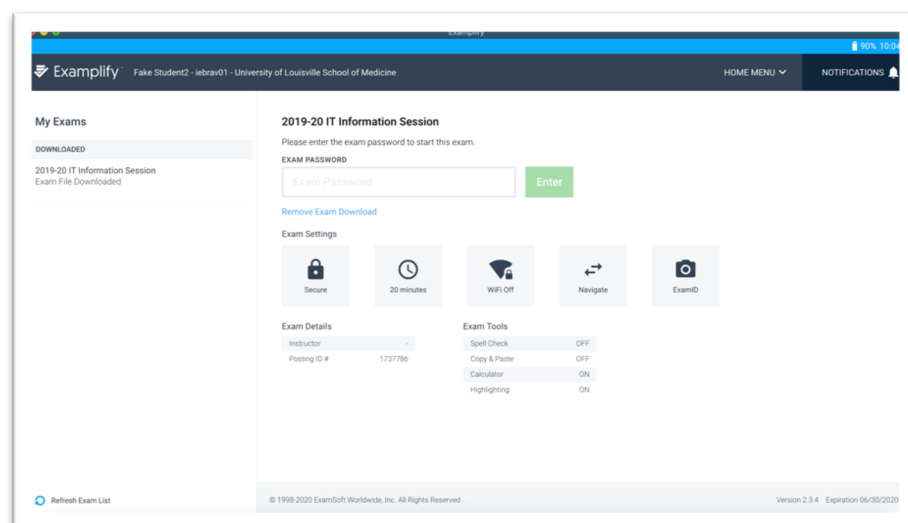 Examplify
90% 10:04
Examplify Fake Student2 - iebrav01 - University of Louisville School of Medicine HOME MENU NOTIFICATIONS
My Exams
DOWNLOADED
2019-20 IT Information Session
Exam File Downloaded
2019-20 IT Information Session
Please enter the exam password to start this exam.
EXAM PASSWORD
Exam Password Enter
Remove Exam Download
Exam Settings
Secure 20 minutes WiFi Off Navigate ExamID
Exam Details
Instructor -
Posting ID # 1737786
Exam Tools
Spell Check OFF
Copy & Paste OFF
Calculator ON
Highlighting ON
Refresh Exam List
© 1998-2020 ExamSoft Worldwide, Inc. All Rights Reserved .
Version 2.3.4 Expiration 06/30/2020